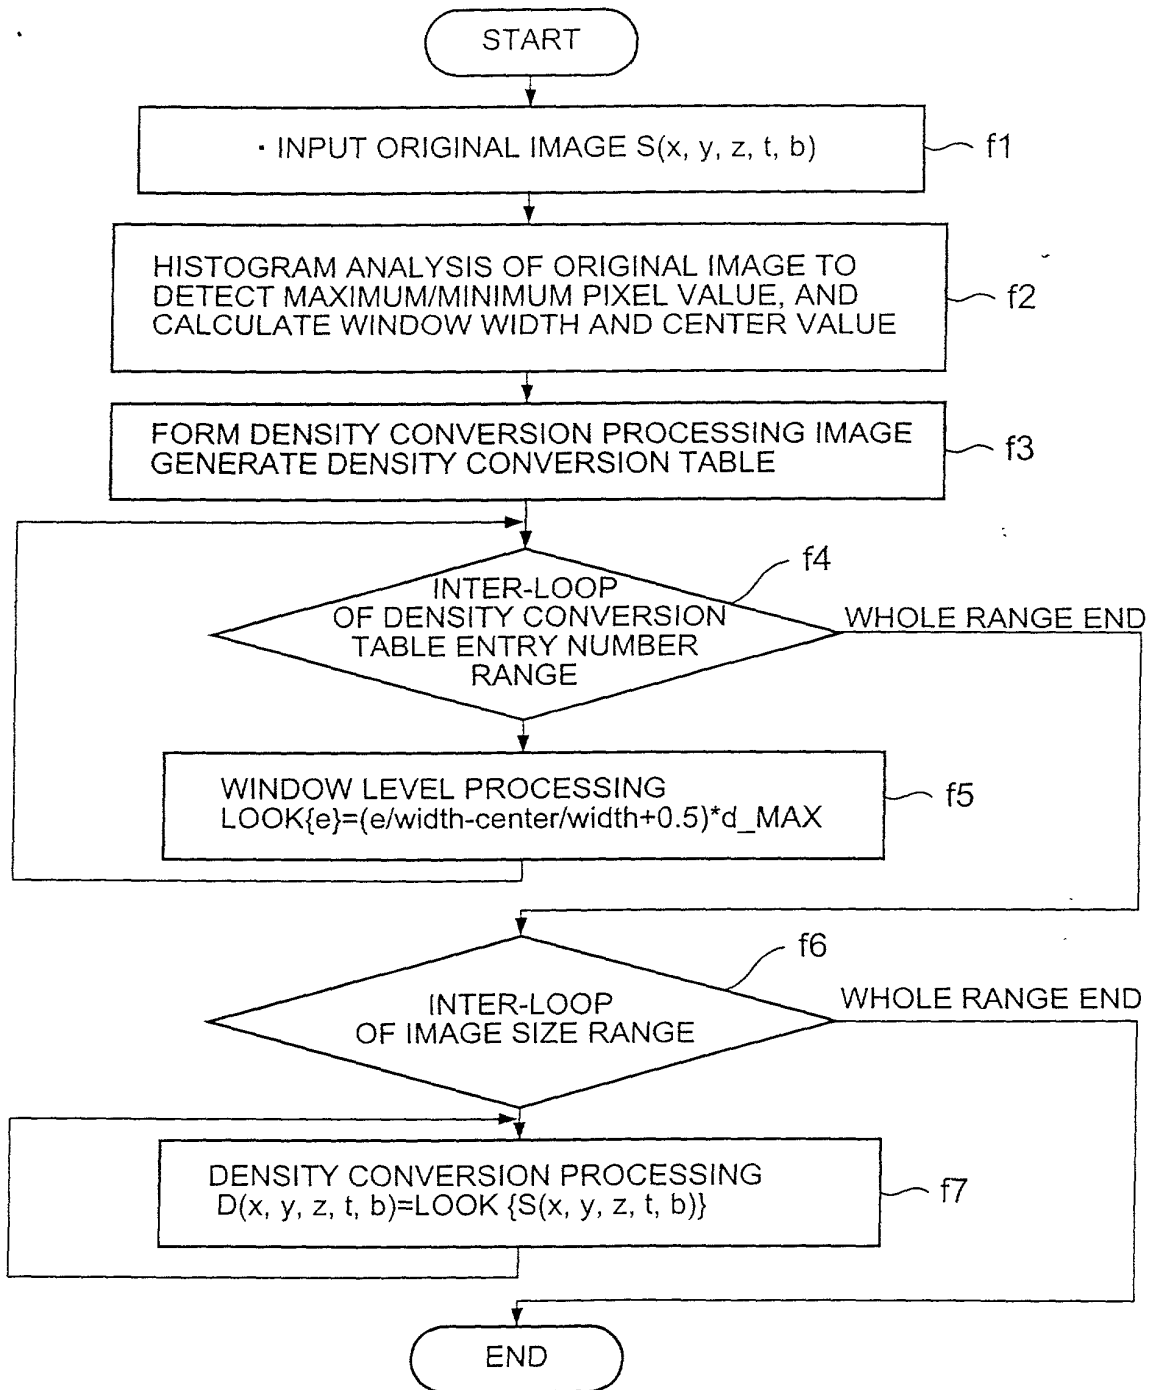 START
· INPUT ORIGINAL IMAGE S(x, y, z, t, b)
f1
HISTOGRAM ANALYSIS OF ORIGINAL IMAGE TO
DETECT MAXIMUM/MINIMUM PIXEL VALUE, AND
CALCULATE WINDOW WIDTH AND CENTER VALUE
f2
FORM DENSITY CONVERSION PROCESSING IMAGE
GENERATE DENSITY CONVERSION TABLE
f3
f4
INTER-LOOP
OF DENSITY CONVERSION
TABLE ENTRY NUMBER
RANGE
WHOLE RANGE END
WINDOW LEVEL PROCESSING
LOOK{e}=(e/width-center/width+0.5)*d_MAX
f5
f6
INTER-LOOP
OF IMAGE SIZE RANGE
WHOLE RANGE END
DENSITY CONVERSION PROCESSING
D(x, y, z, t, b)=LOOK {S(x, y, z, t, b)}
f7
END